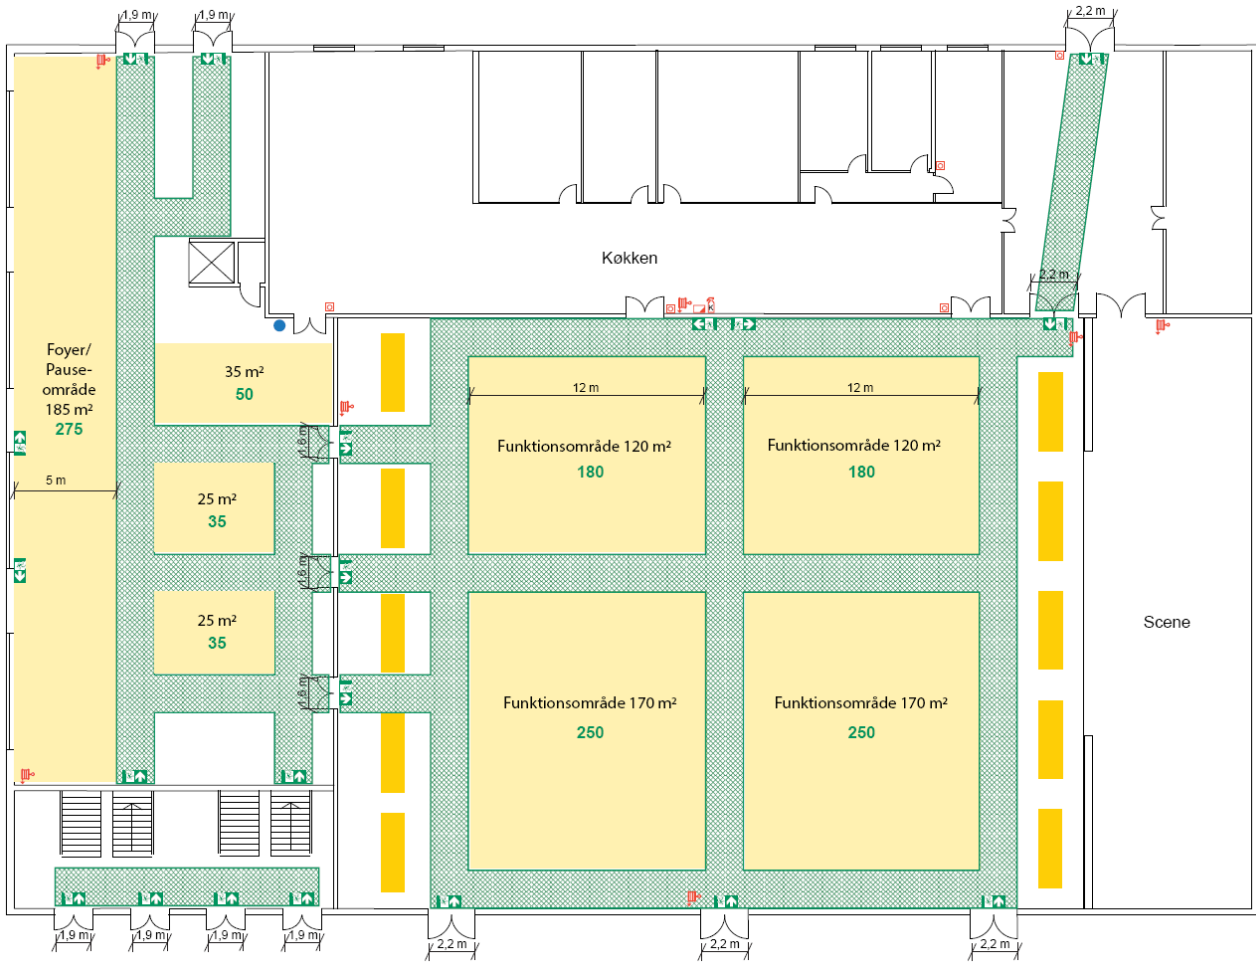 1,9 m
1,9 m
2,2 m
Køkken
2,2 m
K
Foyer/
Pause-
område
185 m²
275
35 m²
50
12 m
12 m
1,6 m
Funktionsområde 120 m²
180
Funktionsområde 120 m²
180
5 m
25 m²
35
1,6 m
25 m²
35
Scene
1,6 m
Funktionsområde 170 m²
250
Funktionsområde 170 m²
250
1,9 m
1,9 m
1,9 m
1,9 m
2,2 m
2,2 m
2,2 m